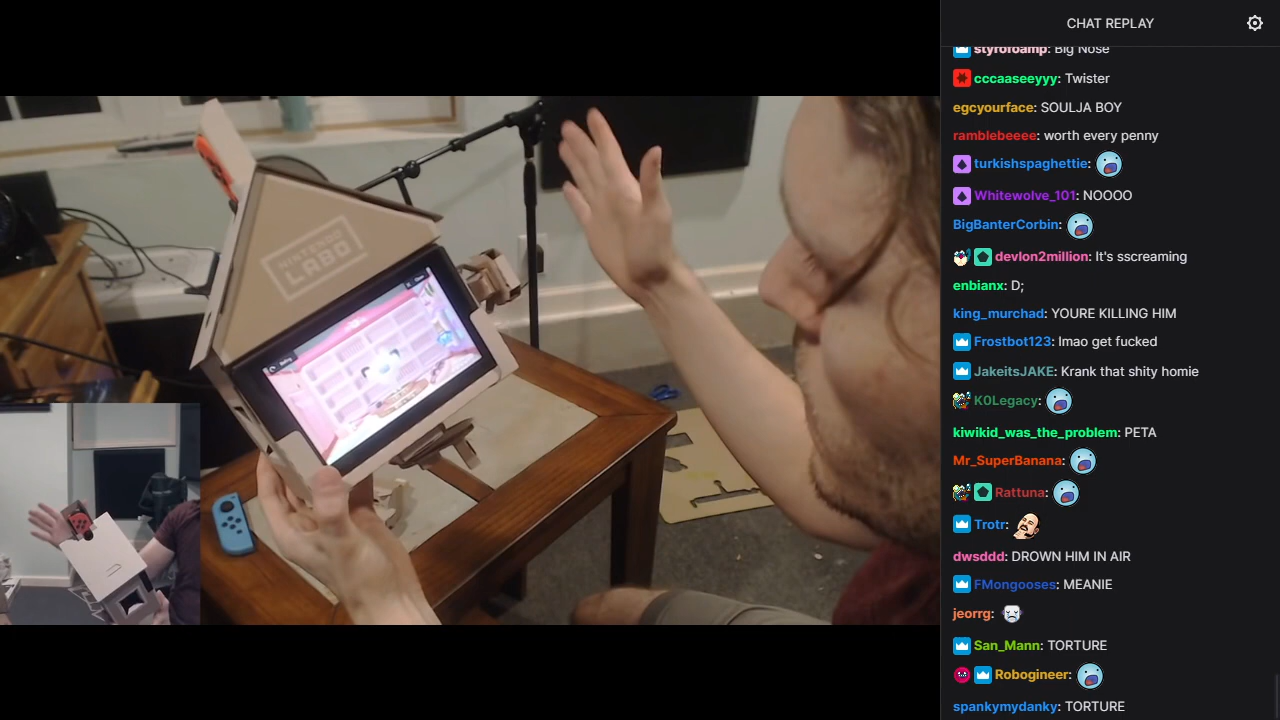 CHAT REPLAY
styrofoamp: Big Nose
cccaaseeyyy: Twister
egcyourface: SOULJA BOY
ramblebeeee: worth every penny
turkishspaghettie:
Whitewolve_101: NOOOO
BigBanterCorbin:
devlon2million: It's sscreaming
enbianx: D;
king_murchad: YOURE KILLING HIM
Frostbot123: lmao get fucked
JakeitsJAKE: Krank that shity homie
K0Legacy:
kiwikid_was_the_problem: PETA
Mr_SuperBanana:
Rattuna:
Trotr:
dwsddd: DROWN HIM IN AIR
FMongooses: MEANIE
jeorrg:
San_Mann: TORTURE
Robogineer:
spankymydanky: TORTURE
NINTENDO
LABO